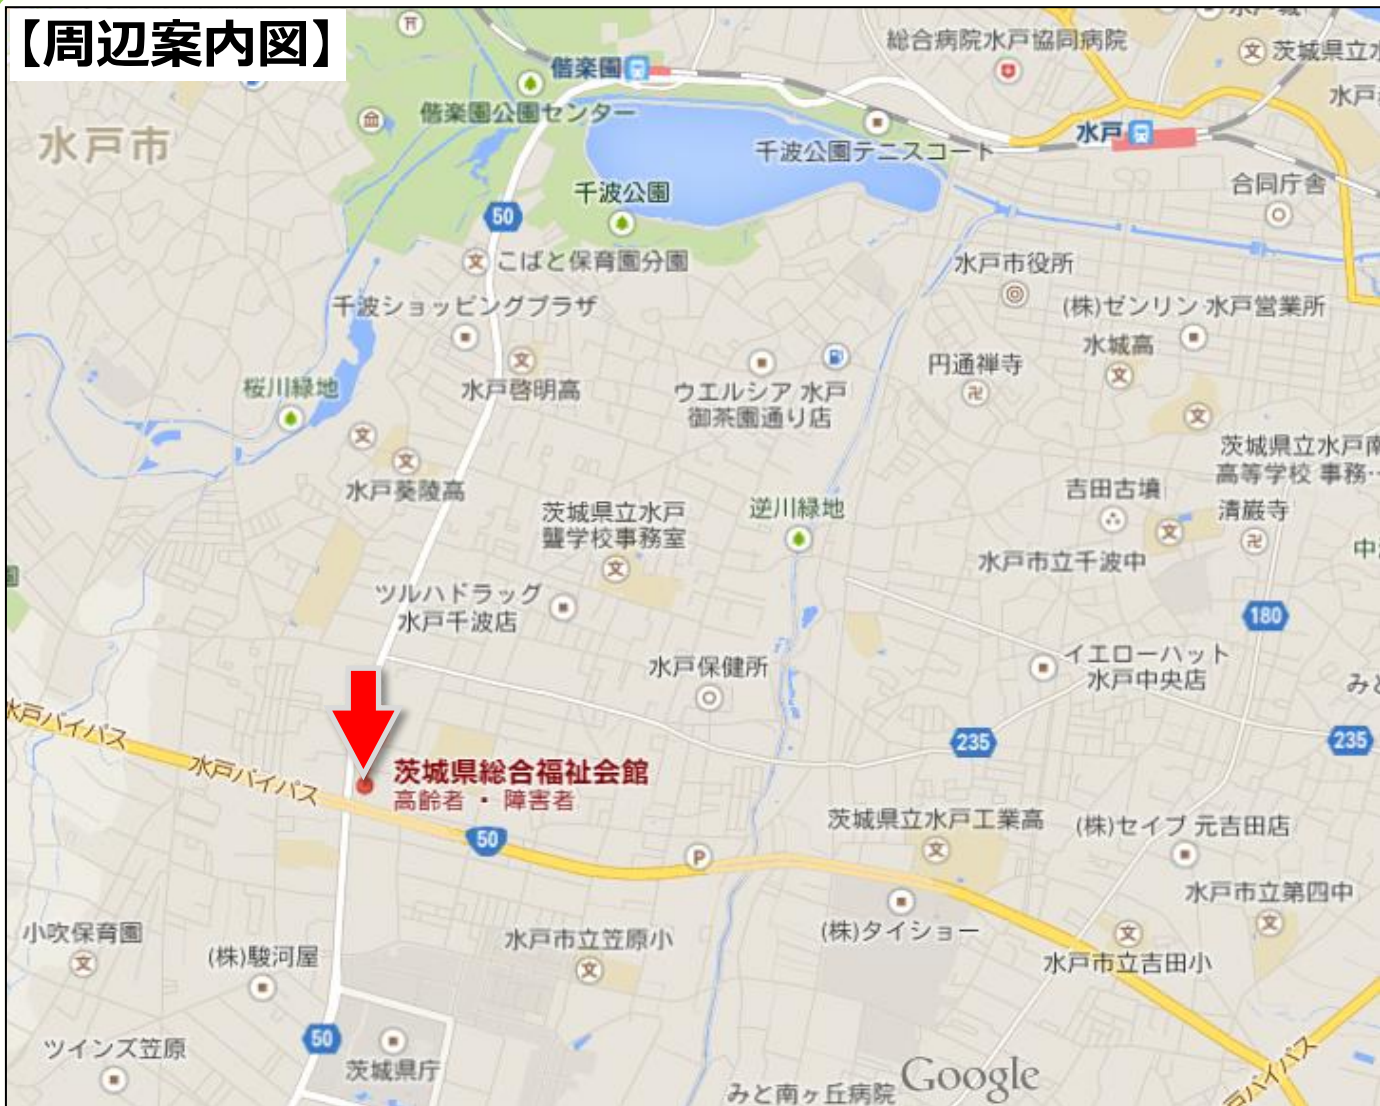 【周辺案内図】
総合病院水戸協同病院
茨城県立水
水戸
偕楽園
偕楽園公園センター
水戸市
千波公園テニスコート
水戸
合同庁舎
千波公園
50
こばと保育園分園
水戸市役所
千波ショッピングプラザ
(株)ゼンリン 水戸営業所
水城高
円通禅寺
桜川緑地
水戸啓明高
ウエルシア 水戸
御茶園通り店
茨城県立水戸南
高等学校 事務…
水戸葵陵高
吉田古墳
清巌寺
茨城県立水戸
聾学校事務室
逆川緑地
水戸市立千波中
中
園
ツルハドラッグ
水戸千波店
180
水戸保健所
イエローハット
水戸中央店
みと
水戸バイパス
235
235
水戸バイパス
茨城県総合福祉会館
高齢者 ・ 障害者
50
P
茨城県立水戸工業高
(株)セイブ 元吉田店
水戸市立第四中
小吹保育園
(株)駿河屋
水戸市立笠原小
(株)タイショー
水戸市立吉田小
50
ツインズ笠原
茨城県庁
みと南ヶ丘病院
Google
戸バイパス